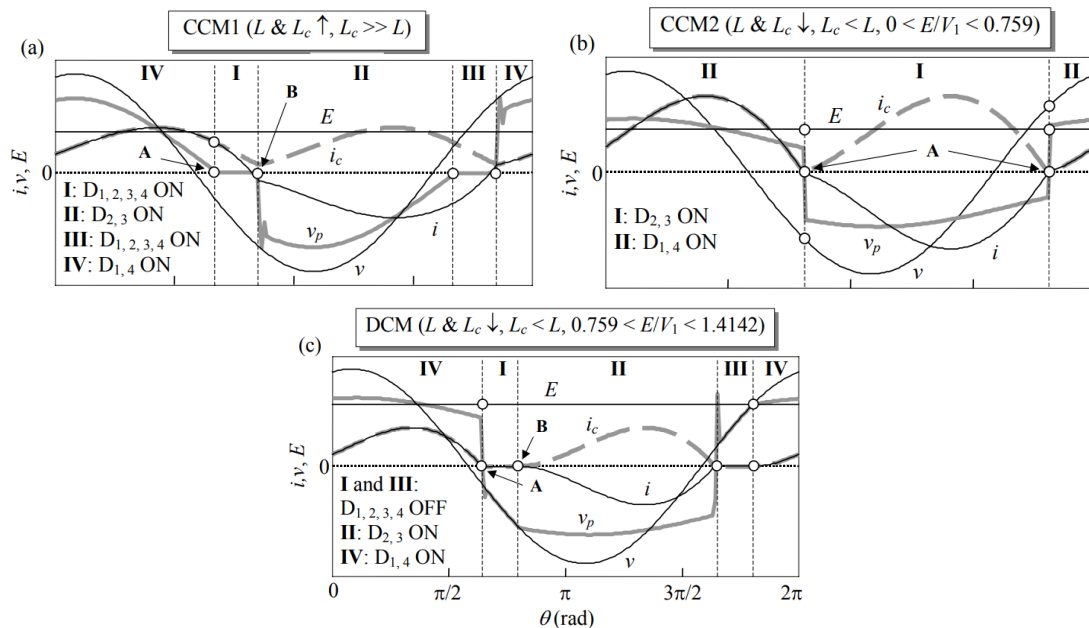 CCM1 (L & Lc ↑, Lc >> L)
(a)
IV I II III IV
B
E
A
ic
0
i,v, E
I: D1, 2, 3, 4 ON
II: D2, 3 ON
III: D1, 2, 3, 4 ON
IV: D1, 4 ON
vp
v
i
CCM2 (L & Lc ↓, Lc < L, 0 < E/V1 < 0.759)
(b)
II I II
E
ic
A
0
i,v, E
I: D2, 3 ON
II: D1, 4 ON
vp
v
i
DCM (L & Lc ↓, Lc < L, 0.759 < E/V1 < 1.4142)
(c)
IV I II III IV
E
B
ic
0
A
i,v, E
I and III:
D1, 2, 3, 4 OFF
II: D2, 3 ON
IV: D1, 4 ON
i
vp
v
0 π/2 π 3π/2 2π
θ (rad)